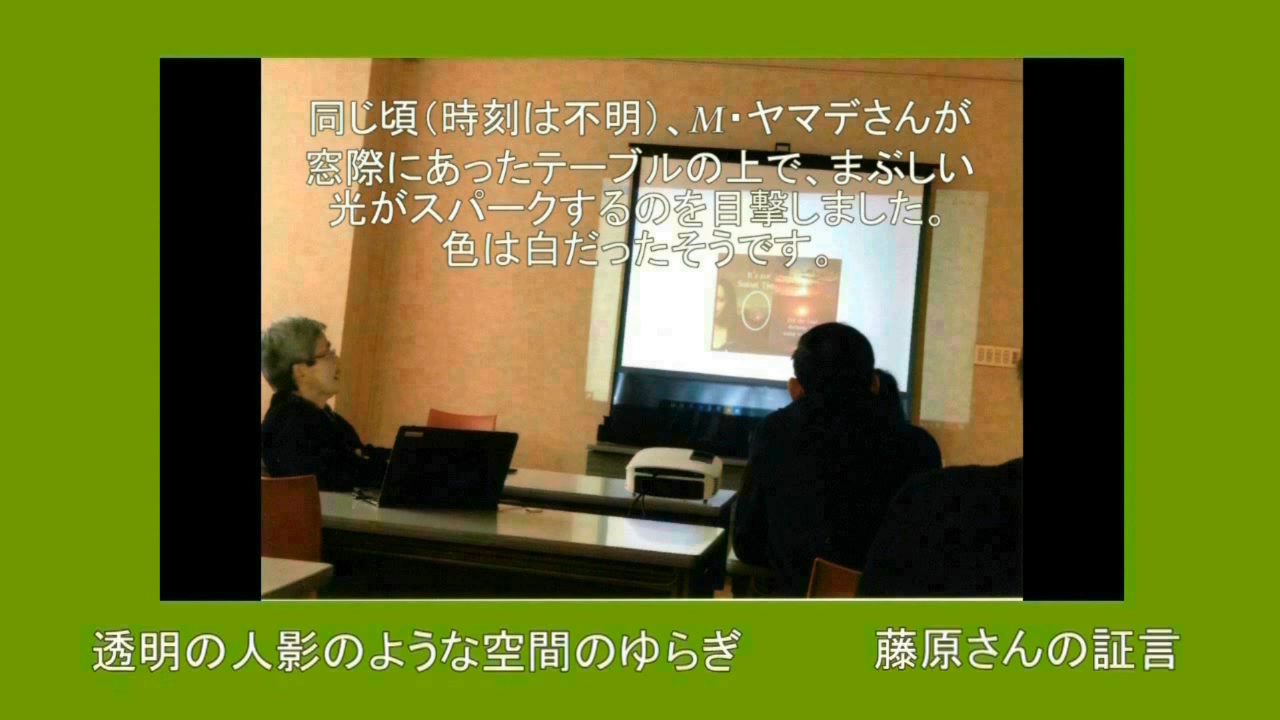 同じ頃(時刻は不明)、M・ヤマデさんが
窓際にあったテーブルの上で、まぶしい
光がスパークするのを目撃しました。
色は白だったそうです。
It's our
Sunset Time
透明の人影のような空間のゆらぎ 藤原さんの証言